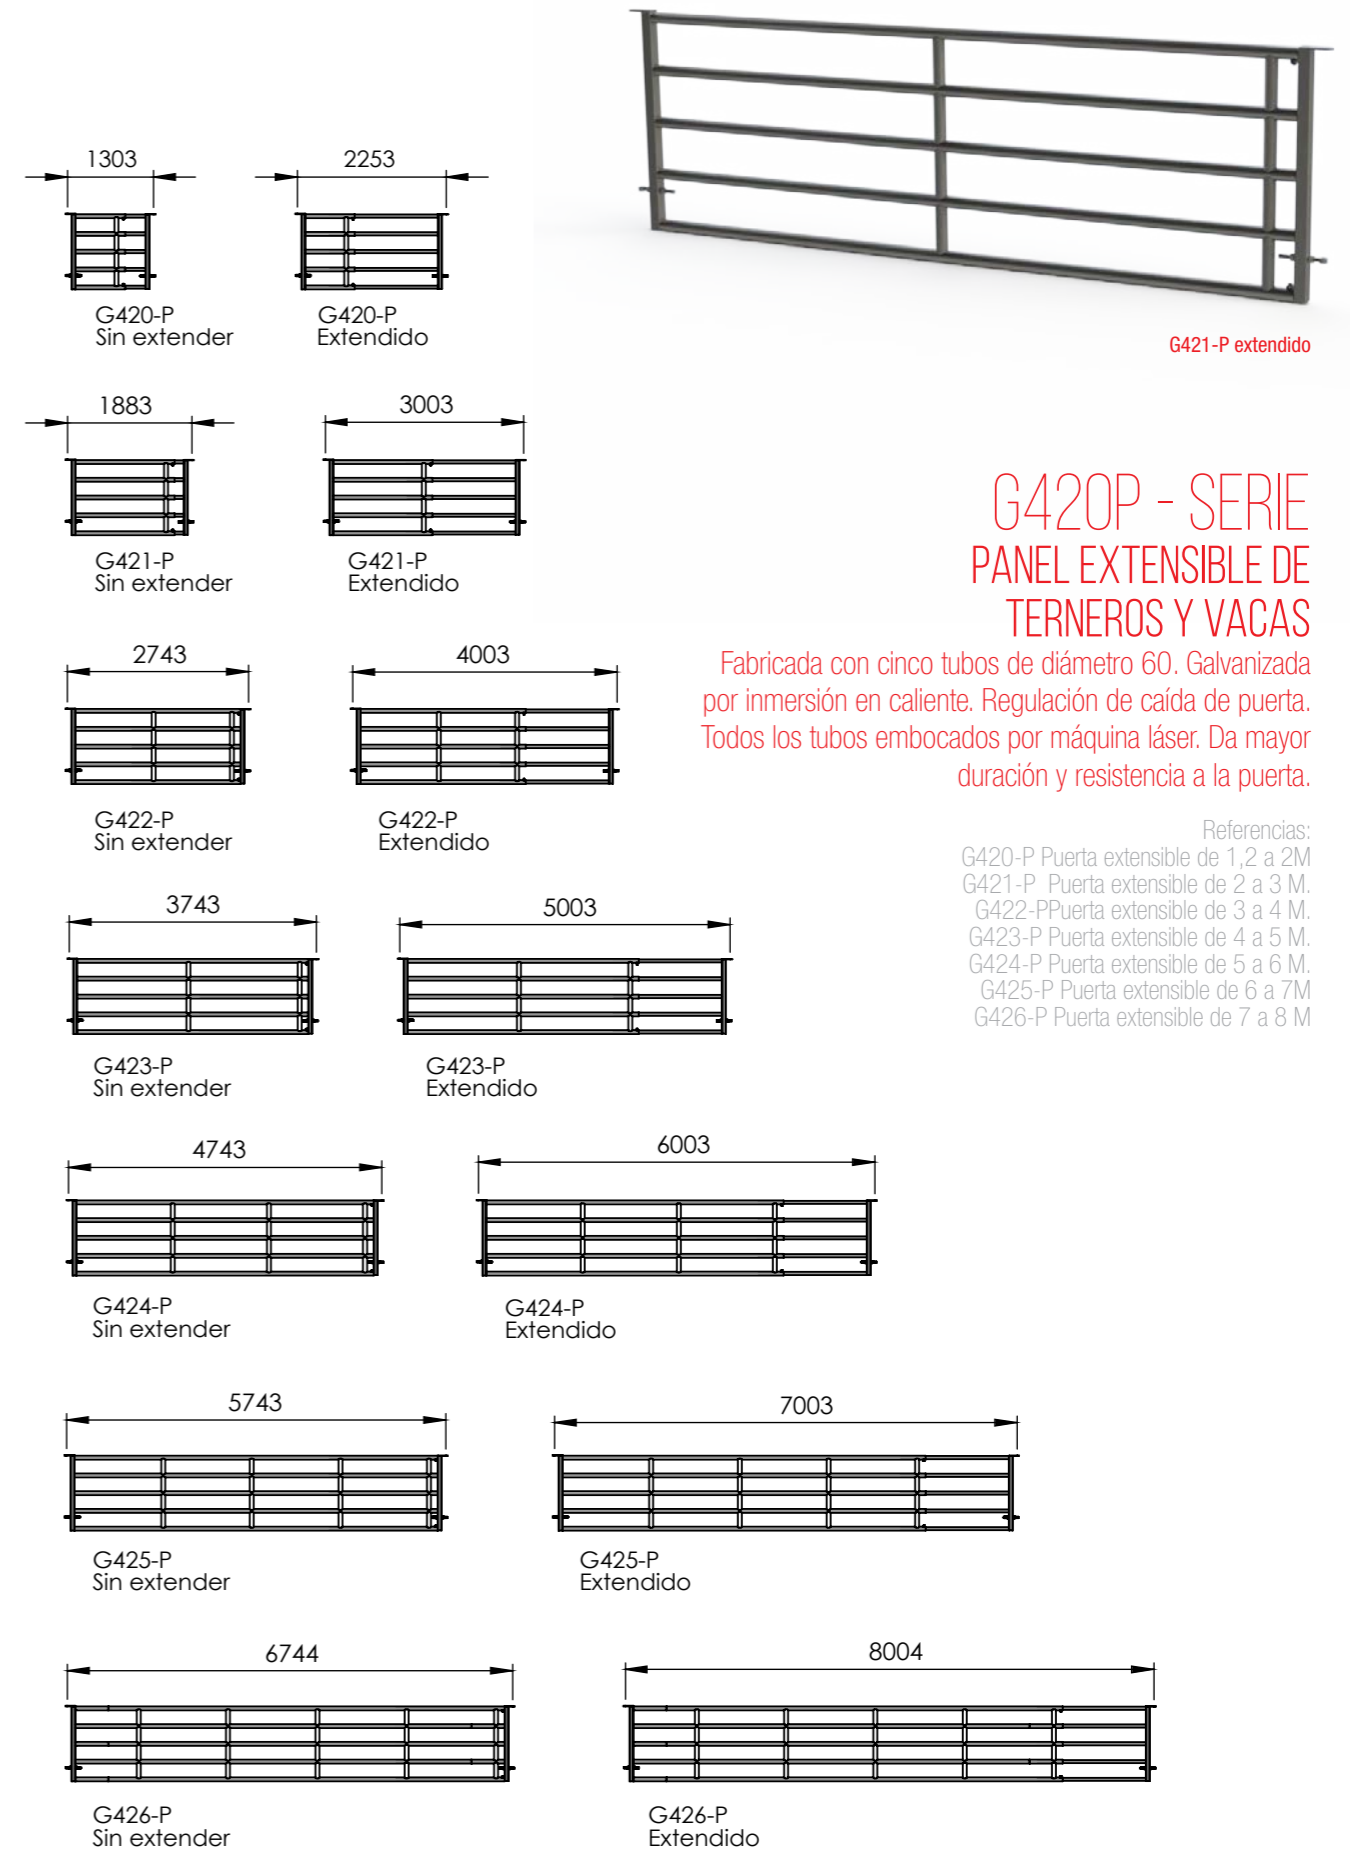 1303
2253
G420-P
Sin extender
G420-P
Extendido
G421-P extendido
1883
3003
G421-P
Sin extender
G421-P
Extendido
G420P - SERIE
PANEL EXTENSIBLE DE
TERNEROS Y VACAS
Fabricada con cinco tubos de diámetro 60. Galvanizada
por inmersión en caliente. Regulación de caída de puerta.
Todos los tubos embocados por máquina láser. Da mayor
duración y resistencia a la puerta.
Referencias:
G420-P Puerta extensible de 1,2 a 2M
G421-P  Puerta extensible de 2 a 3 M.
G422-PPuerta extensible de 3 a 4 M.
G423-P Puerta extensible de 4 a 5 M.
G424-P Puerta extensible de 5 a 6 M.
G425-P Puerta extensible de 6 a 7M
G426-P Puerta extensible de 7 a 8 M
2743
4003
G422-P
Sin extender
G422-P
Extendido
3743
5003
G423-P
Sin extender
G423-P
Extendido
4743
6003
G424-P
Sin extender
G424-P
Extendido
5743
7003
G425-P
Sin extender
G425-P
Extendido
6744
8004
G426-P
Sin extender
G426-P
Extendido